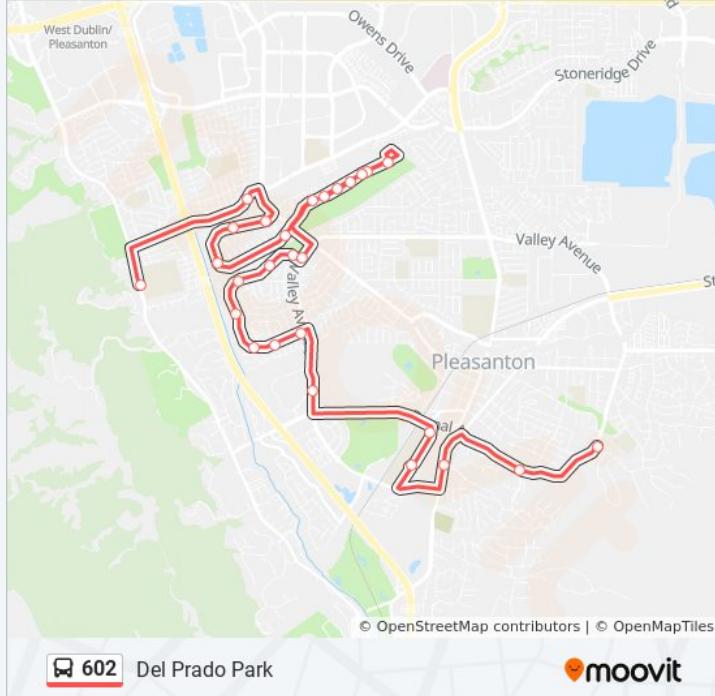 West Dublin/
Pleasanton
Owens Drive
Stoneridge Drive
Valley Avenue
Valley Av
Pleasanton
© OpenStreetMap contributors | © OpenMapTiles
602
Del Prado Park
moovit